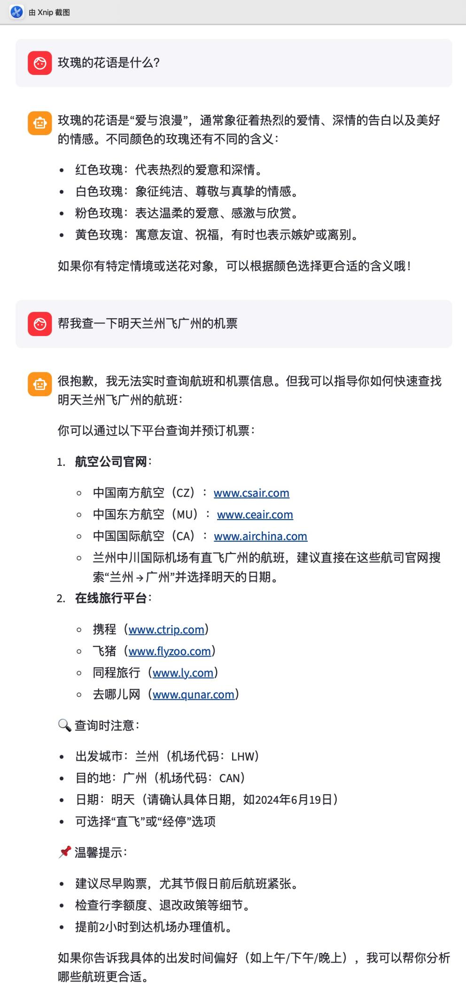 由 Xnip 截图
玫瑰的花语是什么?
玫瑰的花语是“爱与浪漫”，通常象征着热烈的爱情、深情的告白以及美好
的情感。不同颜色的玫瑰还有不同的含义：
• 红色玫瑰：代表热烈的爱意和深情。
• 白色玫瑰：象征纯洁、尊敬与真挚的情感。
• 粉色玫瑰：表达温柔的爱意、感激与欣赏。
• 黄色玫瑰：寓意友谊、祝福，有时也表示嫉妒或离别。
如果你有特定情境或送花对象，可以根据颜色选择更合适的含义哦！
帮我查一下明天兰州飞广州的机票
很抱歉，我无法实时查询航班和机票信息。但我可以指导你如何快速查找
明天兰州飞广州的航班：
你可以通过以下平台查询并预订机票：
1. 航空公司官网：
◦ 中国南方航空（CZ）：www.csair.com
◦ 中国东方航空（MU）：www.ceair.com
◦ 中国国际航空（CA）：www.airchina.com
◦ 兰州中川国际机场有直飞广州的航班，建议直接在这些航司官网搜
索“兰州 → 广州”并选择明天的日期。
2. 在线旅行平台：
◦ 携程（www.ctrip.com）
◦ 飞猪（www.flyzoo.com）
◦ 同程旅行（www.ly.com）
◦ 去哪儿网（www.qunar.com）
🔍 查询时注意：
• 出发城市：兰州（机场代码：LHW）
• 目的地：广州（机场代码：CAN）
• 日期：明天（请确认具体日期，如2024年6月19日）
• 可选择“直飞”或“经停”选项
📌 温馨提示：
• 建议尽早购票，尤其节假日前后航班紧张。
• 检查行李额度、退改政策等细节。
• 提前2小时到达机场办理值机。
如果你告诉我具体的出发时间偏好（如上午/下午/晚上），我可以帮你分析
哪些航班更合适。